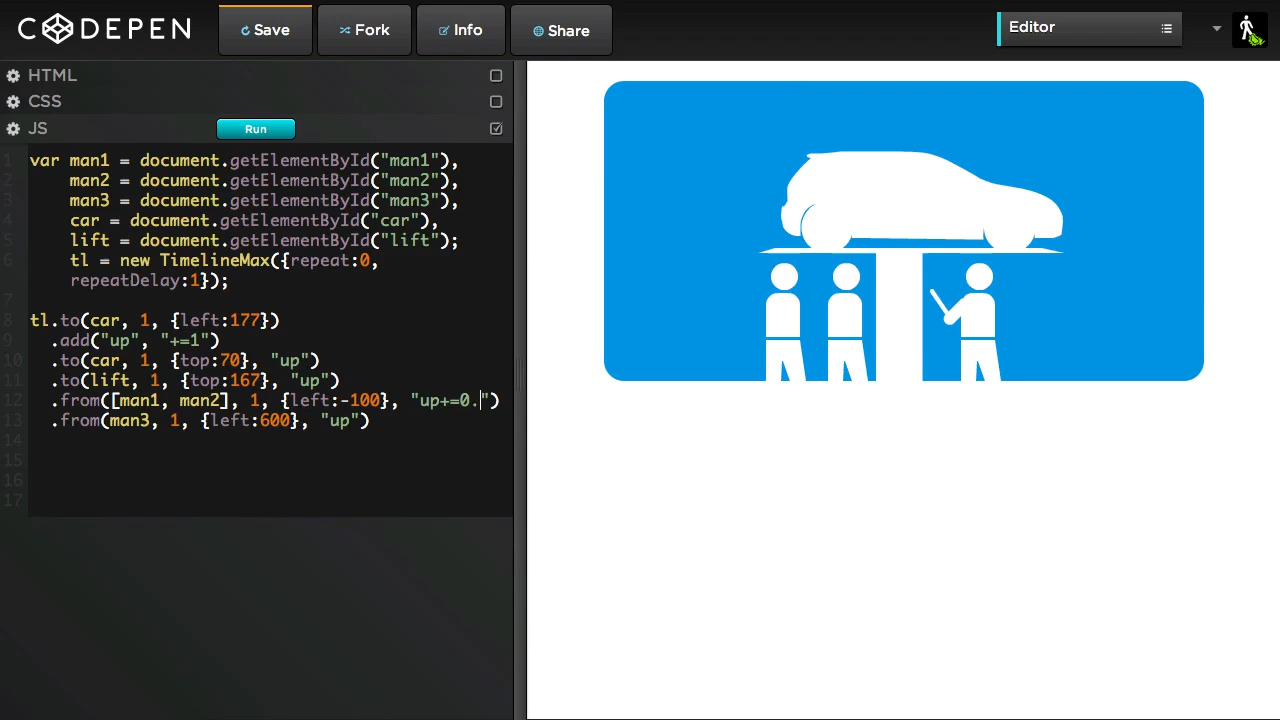 CODEPEN
Save
Fork
Info
Share
Editor
HTML
CSS
JS
Run
1 var man1 = document.getElementById("man1"),
2 man2 = document.getElementById("man2"),
3 man3 = document.getElementById("man3"),
4 car = document.getElementById("car"),
5 lift = document.getElementById("lift");
6 tl = new TimelineMax({repeat:0,
repeatDelay:1});
7
8 tl.to(car, 1, {left:177})
9 .add("up", "+=1")
10 .to(car, 1, {top:70}, "up")
11 .to(lift, 1, {top:167}, "up")
12 .from([man1, man2], 1, {left:-100}, "up+=0.")
13 .from(man3, 1, {left:600}, "up")
14
15
16
17